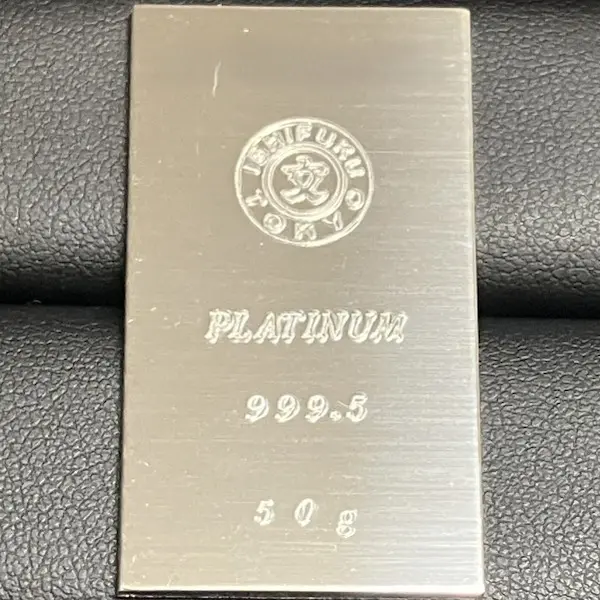 ISHIFUKU
文
TOKYO
PLATINUM
999.5
50g